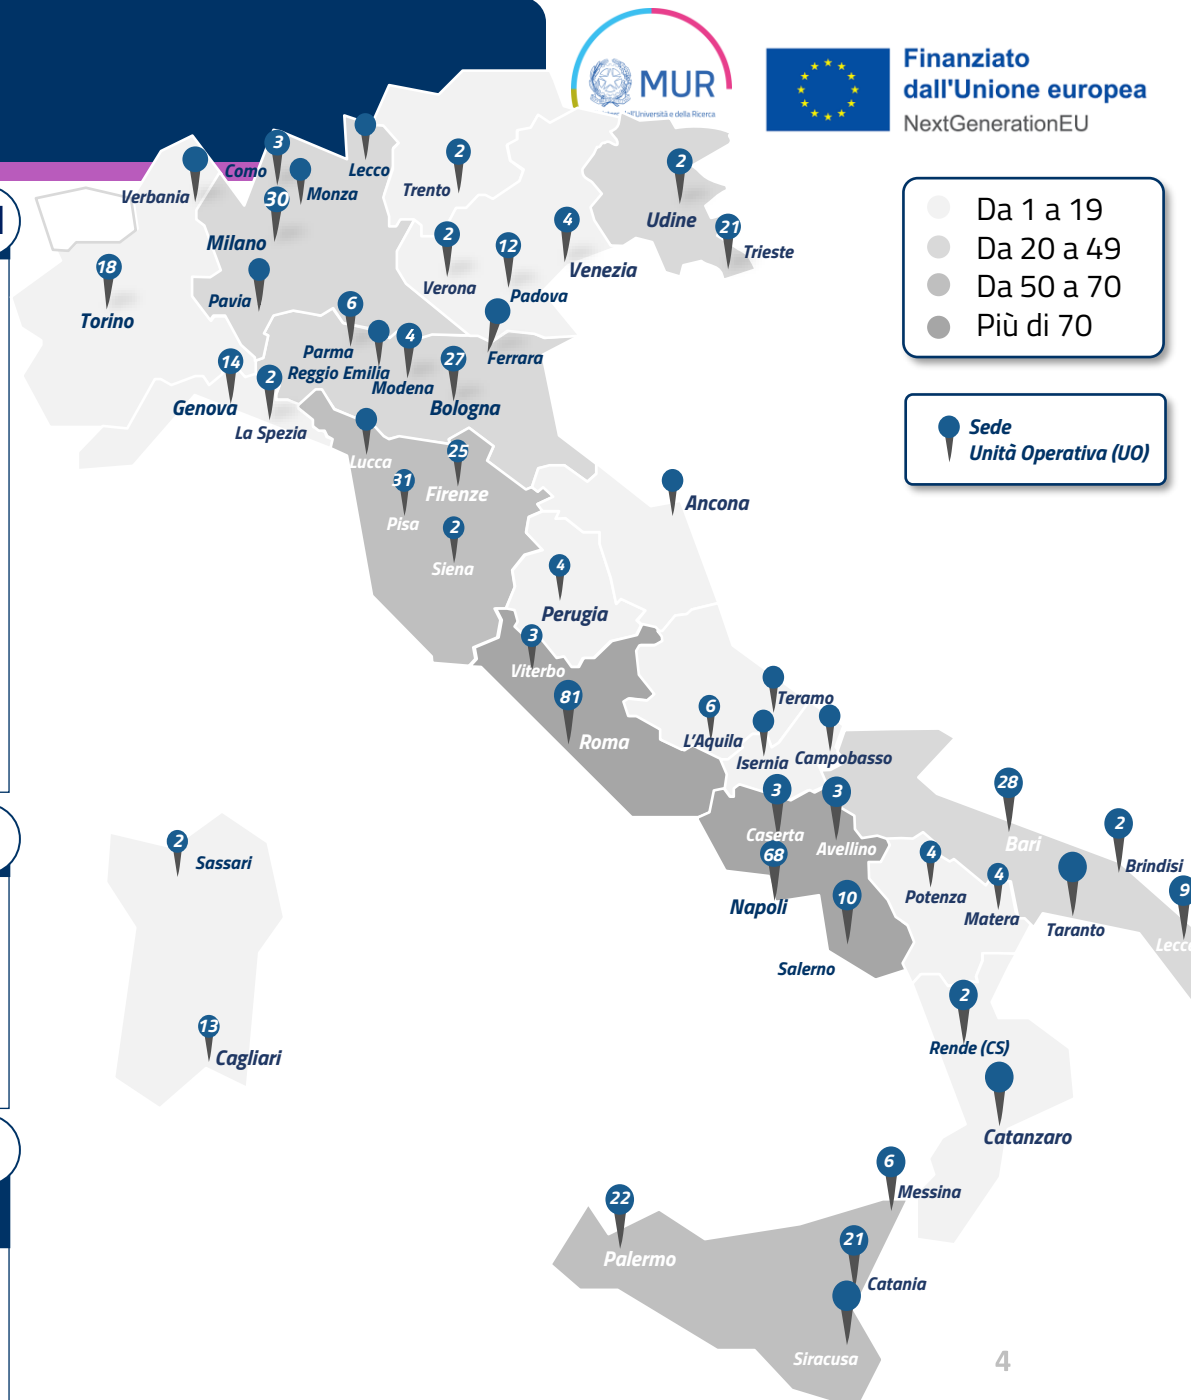 MUR
Finanziato
dall'Unione europea
NextGenerationEU
Da 1 a 19
Da 20 a 49
Da 50 a 70
Più di 70
Sede
Unità Operativa (UO)
Verbania
3
Como
Monza
Lecco
30
Milano
2
Trento
2
Udine
21
Trieste
4
Venezia
12
Padova
2
Verona
18
Torino
Pavia
6
Parma
Reggio Emilia
4
Modena
Ferrara
27
Bologna
14
Genova
2
La Spezia
Lucca
25
Firenze
31
Pisa
2
Siena
Ancona
4
Perugia
3
Viterbo
81
Roma
6
L'Aquila
Teramo
Isernia
Campobasso
3
Caserta
3
Avellino
68
Napoli
10
Salerno
28
Bari
2
Brindisi
9
4
Potenza
4
Matera
Taranto
2
Sassari
13
Cagliari
2
Rende (CS)
Catanzaro
6
Messina
22
Palermo
21
Catania
Siracusa
4